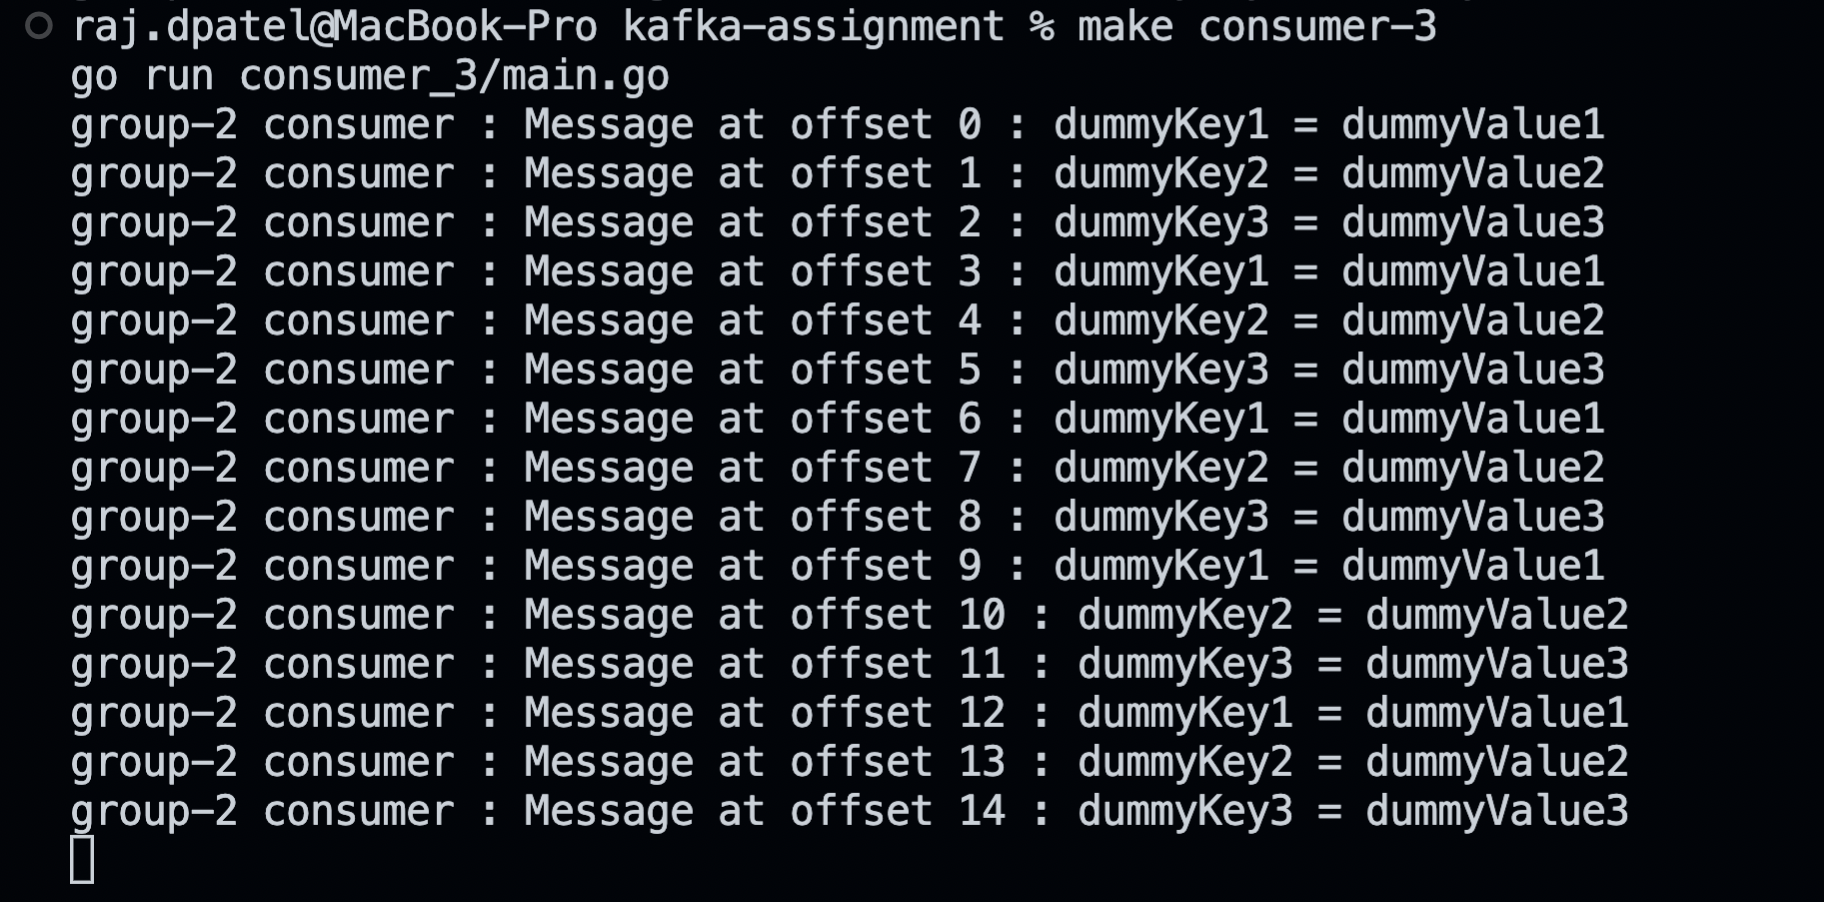 raj.dpatel@MacBook-Pro kafka-assignment % make consumer-3
go run consumer_3/main.go
group-2 consumer : Message at offset 0 : dummyKey1 = dummyValue1
group-2 consumer : Message at offset 1 : dummyKey2 = dummyValue2
group-2 consumer : Message at offset 2 : dummyKey3 = dummyValue3
group-2 consumer : Message at offset 3 : dummyKey1 = dummyValue1
group-2 consumer : Message at offset 4 : dummyKey2 = dummyValue2
group-2 consumer : Message at offset 5 : dummyKey3 = dummyValue3
group-2 consumer : Message at offset 6 : dummyKey1 = dummyValue1
group-2 consumer : Message at offset 7 : dummyKey2 = dummyValue2
group-2 consumer : Message at offset 8 : dummyKey3 = dummyValue3
group-2 consumer : Message at offset 9 : dummyKey1 = dummyValue1
group-2 consumer : Message at offset 10 : dummyKey2 = dummyValue2
group-2 consumer : Message at offset 11 : dummyKey3 = dummyValue3
group-2 consumer : Message at offset 12 : dummyKey1 = dummyValue1
group-2 consumer : Message at offset 13 : dummyKey2 = dummyValue2
group-2 consumer : Message at offset 14 : dummyKey3 = dummyValue3